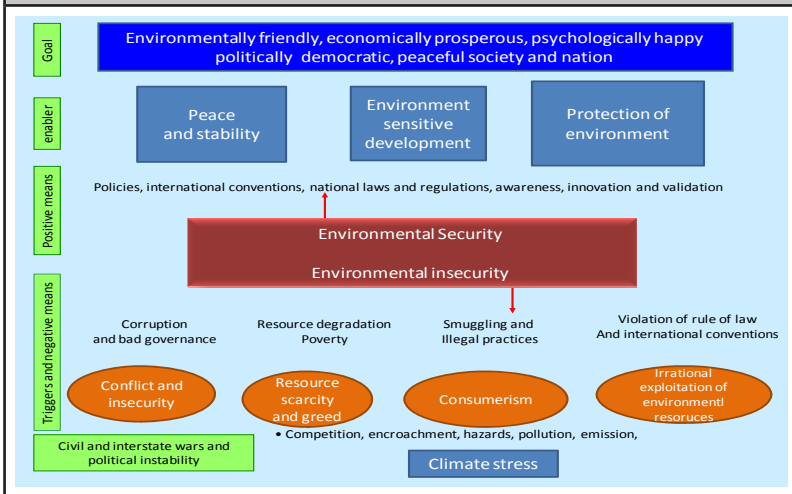 Goal
Environmentally friendly, economically prosperous, psychologically happy
politically democratic, peaceful society and nation
enabler
Peace
and stability
Environment
sensitive
development
Protection of
environment
Positive means
Policies, international conventions, national laws and regulations, awareness, innovation and validation
Environmental Security
Environmental insecurity
Triggers and negative means
Corruption
and bad governance
Resource degradation
Poverty
Smuggling and
Illegal practices
Violation of rule of law
And international conventions
Conflict and
insecurity
Resource
scarcity
and greed
Consumerism
Irrational
exploitation of
environmentl
resoruces
• Competition, encroachment, hazards, pollution, emission,
Civil and interstate wars and
political instability
Climate stress